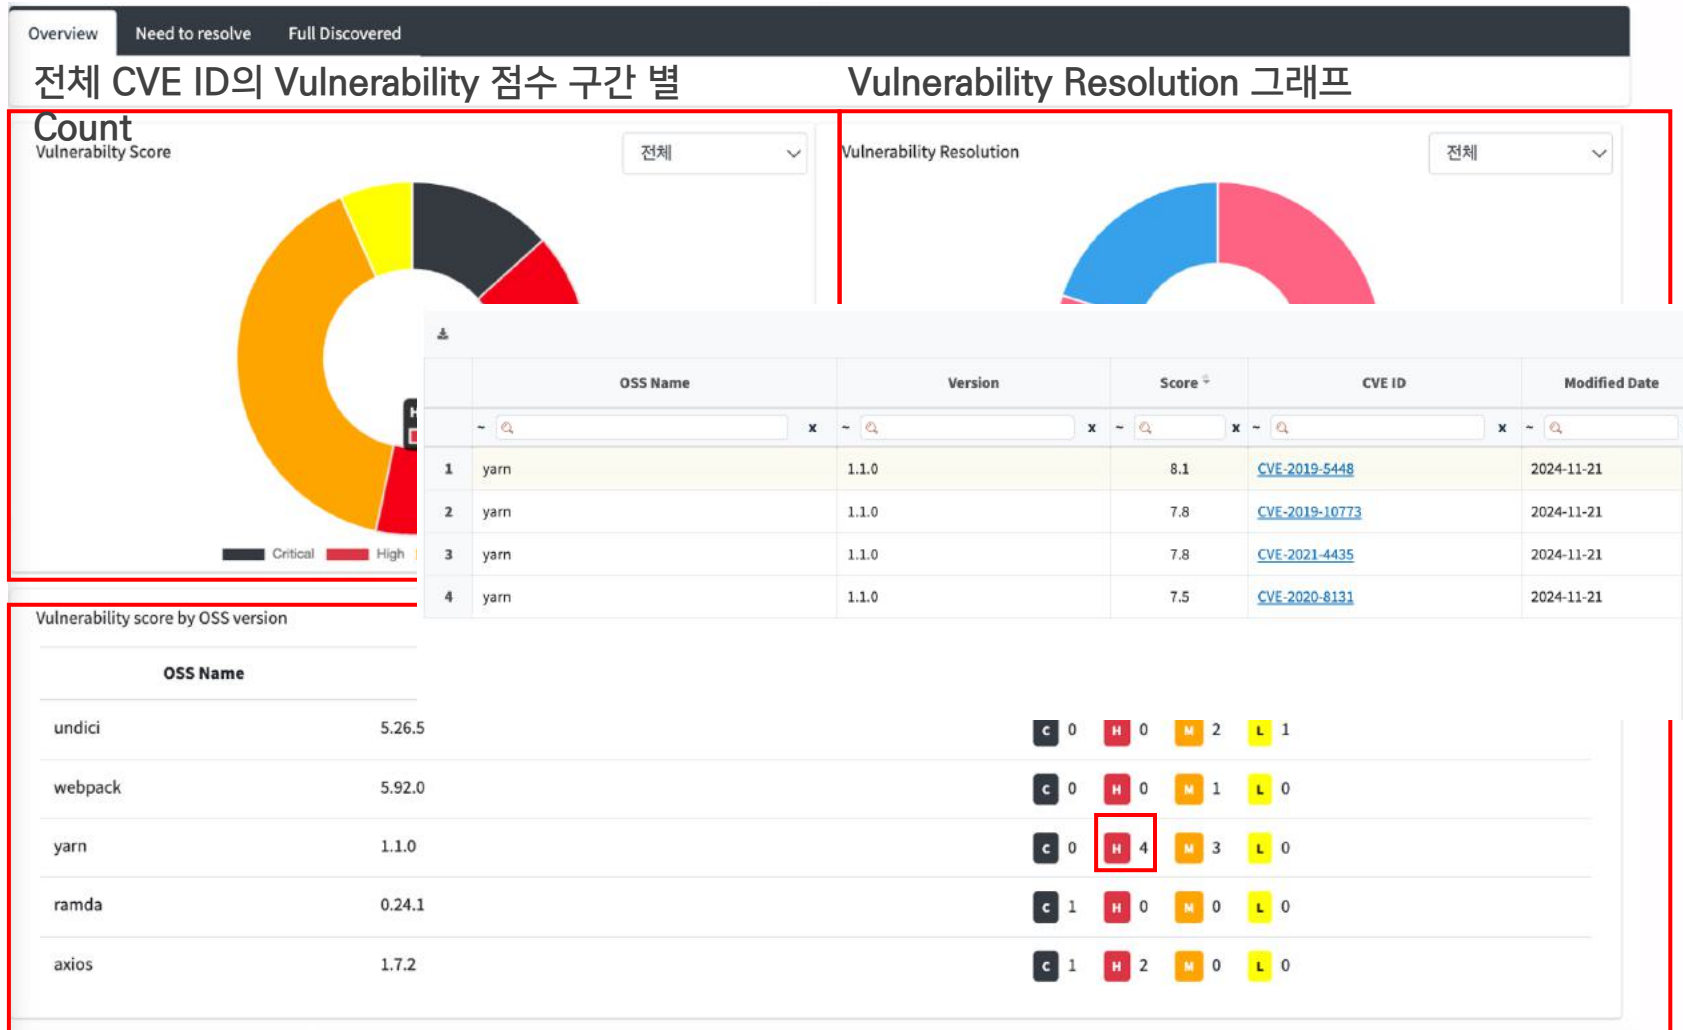 Overview Need to resolve Full Discovered
전체 CVE ID의 Vulnerability 점수 구간 별
Count
Vulnerability Resolution 그래프
Vulnerabilty Score 전체
Vulnerability Resolution 전체
H
Critical High
OSS Name Version Score CVE ID Modified Date
~ x ~ x ~ x ~ x ~
1 yarn 1.1.0 8.1 CVE-2019-5448 2024-11-21
2 yarn 1.1.0 7.8 CVE-2019-10773 2024-11-21
3 yarn 1.1.0 7.8 CVE-2021-4435 2024-11-21
4 yarn 1.1.0 7.5 CVE-2020-8131 2024-11-21
Vulnerability score by OSS version
OSS Name
undici 5.26.5 C 0 H 0 M 2 L 1
webpack 5.92.0 C 0 H 0 M 1 L 0
yarn 1.1.0 C 0 H 4 M 3 L 0
ramda 0.24.1 C 1 H 0 M 0 L 0
axios 1.7.2 C 1 H 2 M 0 L 0